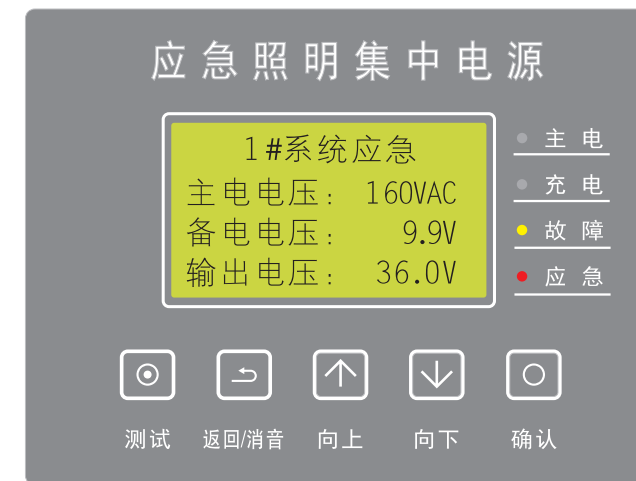 应急照明集中电源
1#系统应急
主电电压: 160VAC
备电电压: 9.9V
输出电压: 36.0V
主电
充电
故障
应急
测试 返回/消音 向上 向下 确认